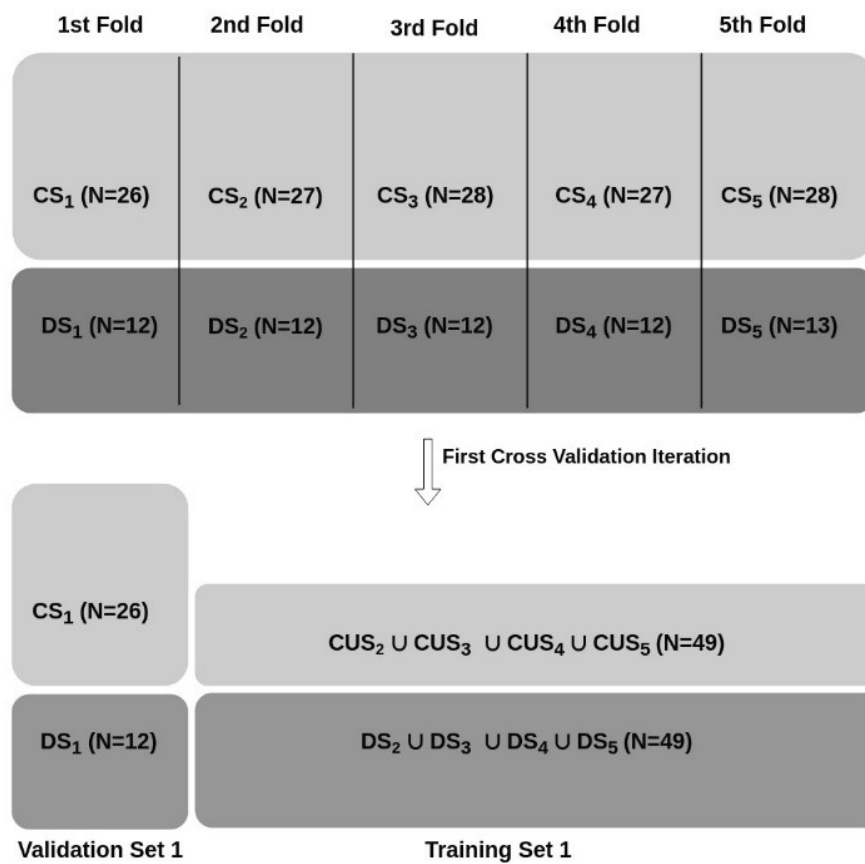 1st Fold 2nd Fold 3rd Fold 4th Fold 5th Fold
CS₁ (N=26) CS₂ (N=27) CS₃ (N=28) CS₄ (N=27) CS₅ (N=28)
DS₁ (N=12) DS₂ (N=12) DS₃ (N=12) DS₄ (N=12) DS₅ (N=13)
First Cross Validation Iteration
CS₁ (N=26)
CUS₂ ∪ CUS₃ ∪ CUS₄ ∪ CUS₅ (N=49)
DS₁ (N=12) DS₂ ∪ DS₃ ∪ DS₄ ∪ DS₅ (N=49)
Validation Set 1 Training Set 1